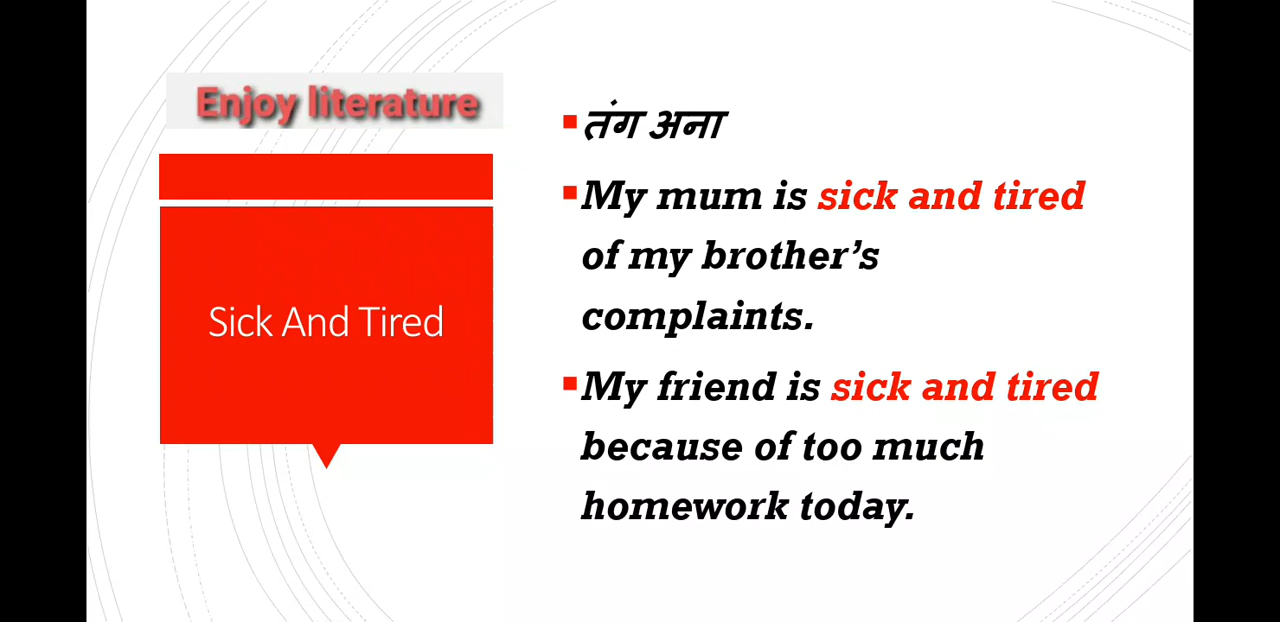 Enjoy literature
Sick And Tired
तंग अना
My mum is sick and tired
of my brother’s
complaints.
My friend is sick and tired
because of too much
homework today.